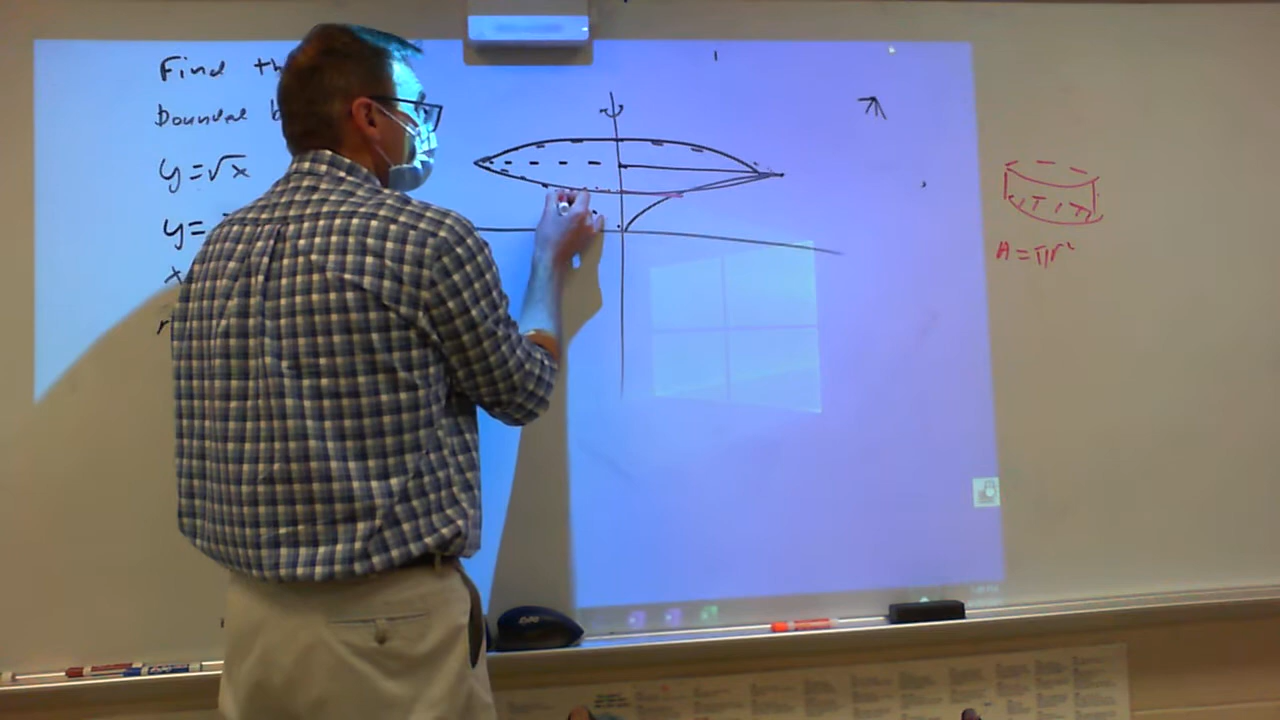 Find th
bounded b
y=√x
y=
x
r
A=πr²